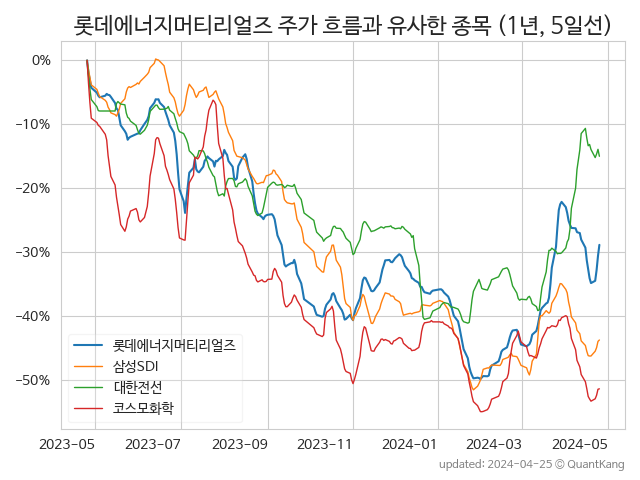 롯데에너지머티리얼즈 주가 흐름과 유사한 종목 (1년, 5일선)
0%
−10%
−20%
−30%
−40%
−50%
롯데에너지머티리얼즈
삼성SDI
대한전선
코스모화학
2023-05 2023-07 2023-09 2023-11 2024-01 2024-03 2024-05
updated: 2024-04-25 © QuantKang